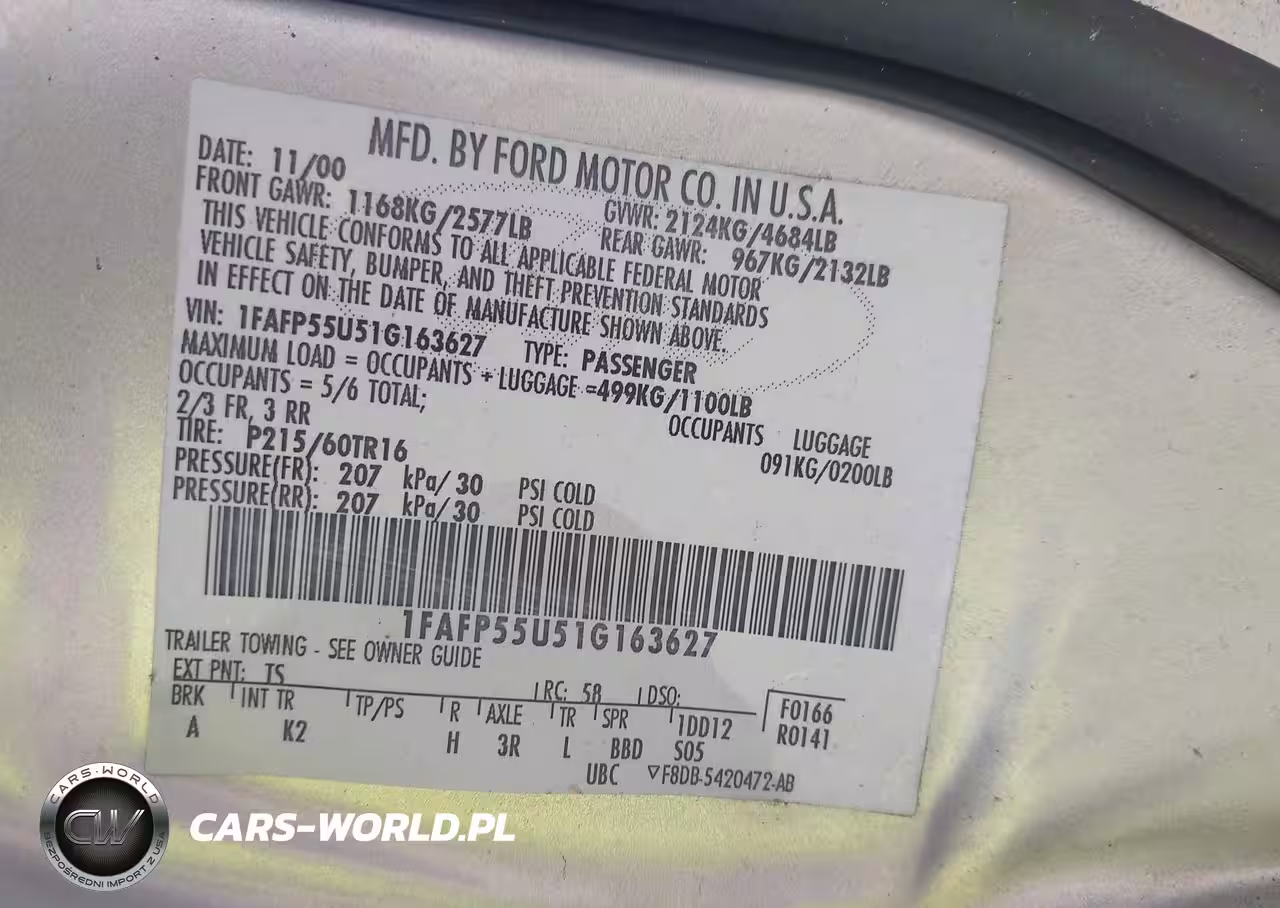 MFD. BY FORD MOTOR CO. IN U.S.A.
DATE: 11/00 GVWR: 2124KG/4684LB
FRONT GAWR: 1168KG/2577LB REAR GAWR: 967KG/2132LB
THIS VEHICLE CONFORMS TO ALL APPLICABLE FEDERAL MOTOR
VEHICLE SAFETY, BUMPER, AND THEFT PREVENTION STANDARDS
IN EFFECT ON THE DATE OF MANUFACTURE SHOWN ABOVE.
VIN: 1FAFP55U51G163627 TYPE: PASSENGER
MAXIMUM LOAD = OCCUPANTS + LUGGAGE =499KG/1100LB
OCCUPANTS = 5/6 TOTAL; OCCUPANTS LUGGAGE
2/3 FR, 3 RR 091KG/0200LB
TIRE: P215/60TR16
PRESSURE(FR): 207 kPa/ 30 PSI COLD
PRESSURE(RR): 207 kPa/ 30 PSI COLD
1FAFP55U51G163627
TRAILER TOWING - SEE OWNER GUIDE
EXT PNT: TS RC: 58 DSO: F0166
BRK INT TR TP/PS R AXLE TR SPR 1DD12 R0141
A K2 H 3R L BBD S05
UBC ▽F8DB-5420472-AB
CARS-WORLD
CW
BEZPOŚREDNI IMPORT Z USA
CARS-WORLD.PL